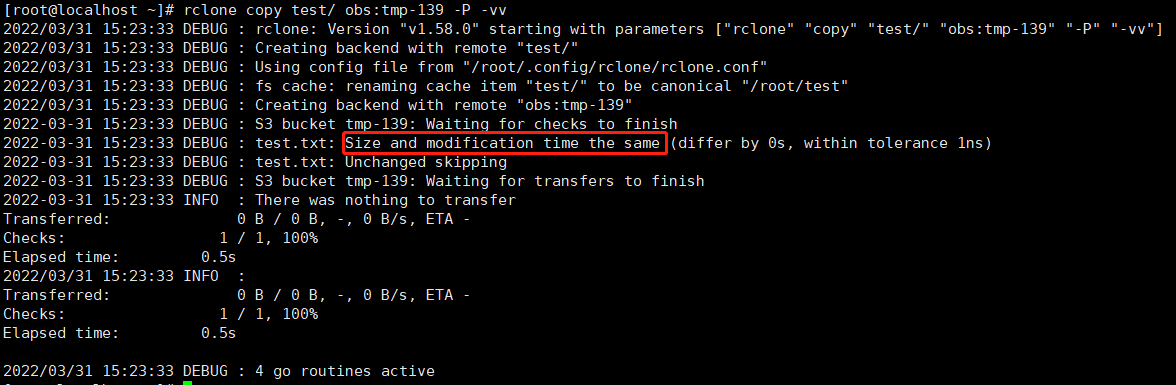 [root@localhost ~]# rclone copy test/ obs:tmp-139 -P -vv
2022/03/31 15:23:33 DEBUG : rclone: Version "v1.58.0" starting with parameters ["rclone" "copy" "test/" "obs:tmp-139" "-P" "-vv"]
2022/03/31 15:23:33 DEBUG : Creating backend with remote "test/"
2022/03/31 15:23:33 DEBUG : Using config file from "/root/.config/rclone/rclone.conf"
2022/03/31 15:23:33 DEBUG : fs cache: renaming cache item "test/" to be canonical "/root/test"
2022/03/31 15:23:33 DEBUG : Creating backend with remote "obs:tmp-139"
2022-03-31 15:23:33 DEBUG : S3 bucket tmp-139: Waiting for checks to finish
2022-03-31 15:23:33 DEBUG : test.txt: Size and modification time the same (differ by 0s, within tolerance 1ns)
2022-03-31 15:23:33 DEBUG : test.txt: Unchanged skipping
2022-03-31 15:23:33 DEBUG : S3 bucket tmp-139: Waiting for transfers to finish
2022-03-31 15:23:33 INFO  : There was nothing to transfer
Transferred:              0 B / 0 B, -, 0 B/s, ETA -
Checks:                 1 / 1, 100%
Elapsed time:         0.5s
2022/03/31 15:23:33 INFO  :
Transferred:              0 B / 0 B, -, 0 B/s, ETA -
Checks:                 1 / 1, 100%
Elapsed time:         0.5s
2022/03/31 15:23:33 DEBUG : 4 go routines active